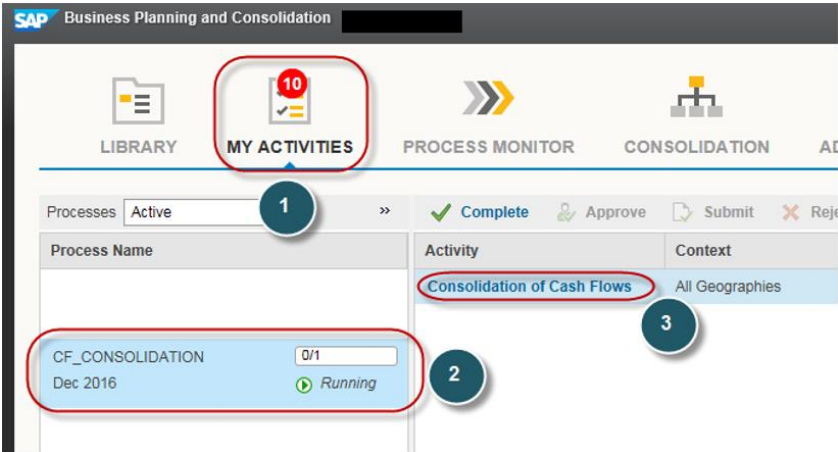 SAP Business Planning and Consolidation
10
LIBRARY MY ACTIVITIES PROCESS MONITOR CONSOLIDATION
1
Processes Active » Complete Approve Submit
Process Name Activity Context
Consolidation of Cash Flows All Geographies
3
CF_CONSOLIDATION 0/1
Dec 2016 Running
2